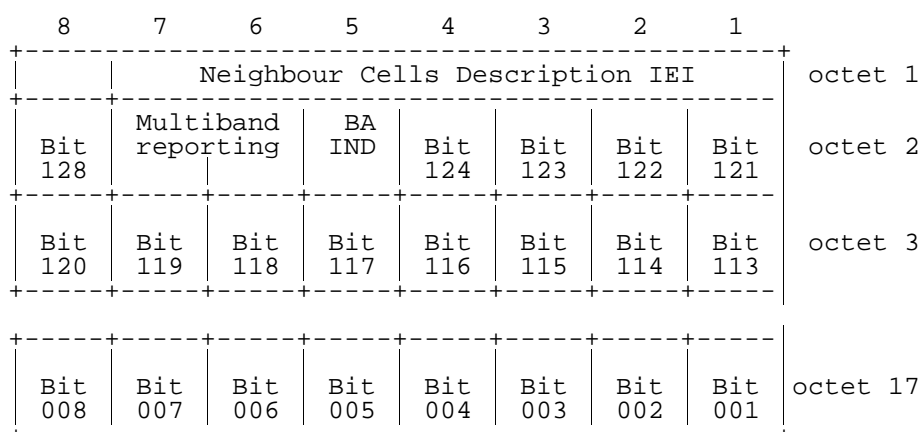 8 7 6 5 4 3 2 1
Neighbour Cells Description IEI octet 1
Multiband BA
Bit reporting IND Bit Bit Bit Bit octet 2
128 124 123 122 121
Bit Bit Bit Bit Bit Bit Bit Bit octet 3
120 119 118 117 116 115 114 113
Bit Bit Bit Bit Bit Bit Bit Bit octet 17
008 007 006 005 004 003 002 001